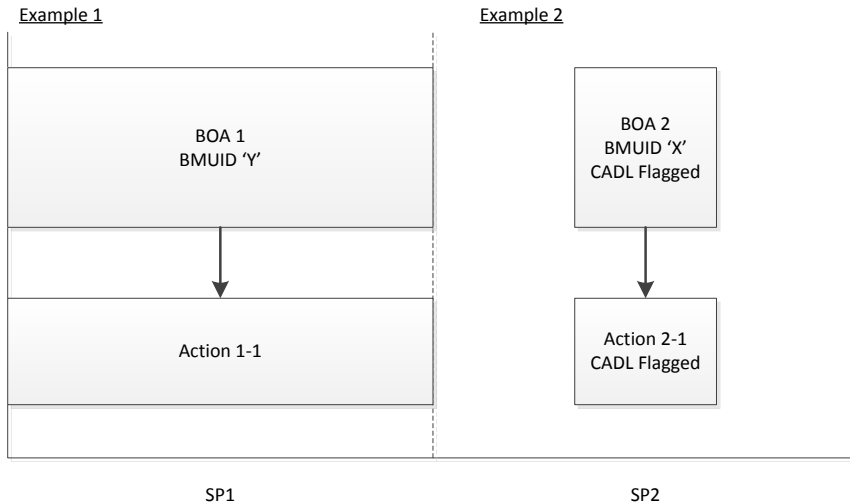 Example 1
Example 2
BOA 1
BMUID ‘Y’
BOA 2
BMUID ‘X’
CADL Flagged
Action 1-1
Action 2-1
CADL Flagged
SP1
SP2